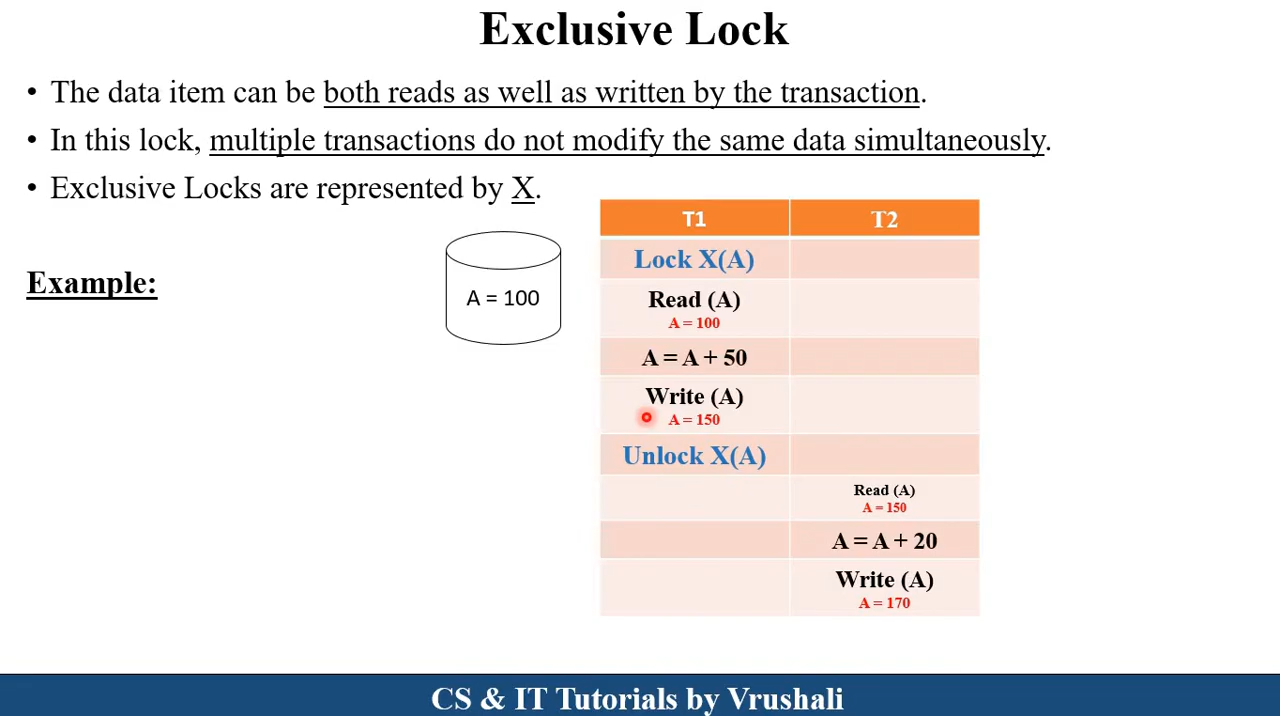 Exclusive Lock
• The data item can be both reads as well as written by the transaction.
• In this lock, multiple transactions do not modify the same data simultaneously.
• Exclusive Locks are represented by X.
Example:
A = 100
T1 T2
Lock X(A)
Read (A)
A = 100
A = A + 50
Write (A)
A = 150
Unlock X(A)
Read (A)
A = 150
A = A + 20
Write (A)
A = 170
CS & IT Tutorials by Vrushali